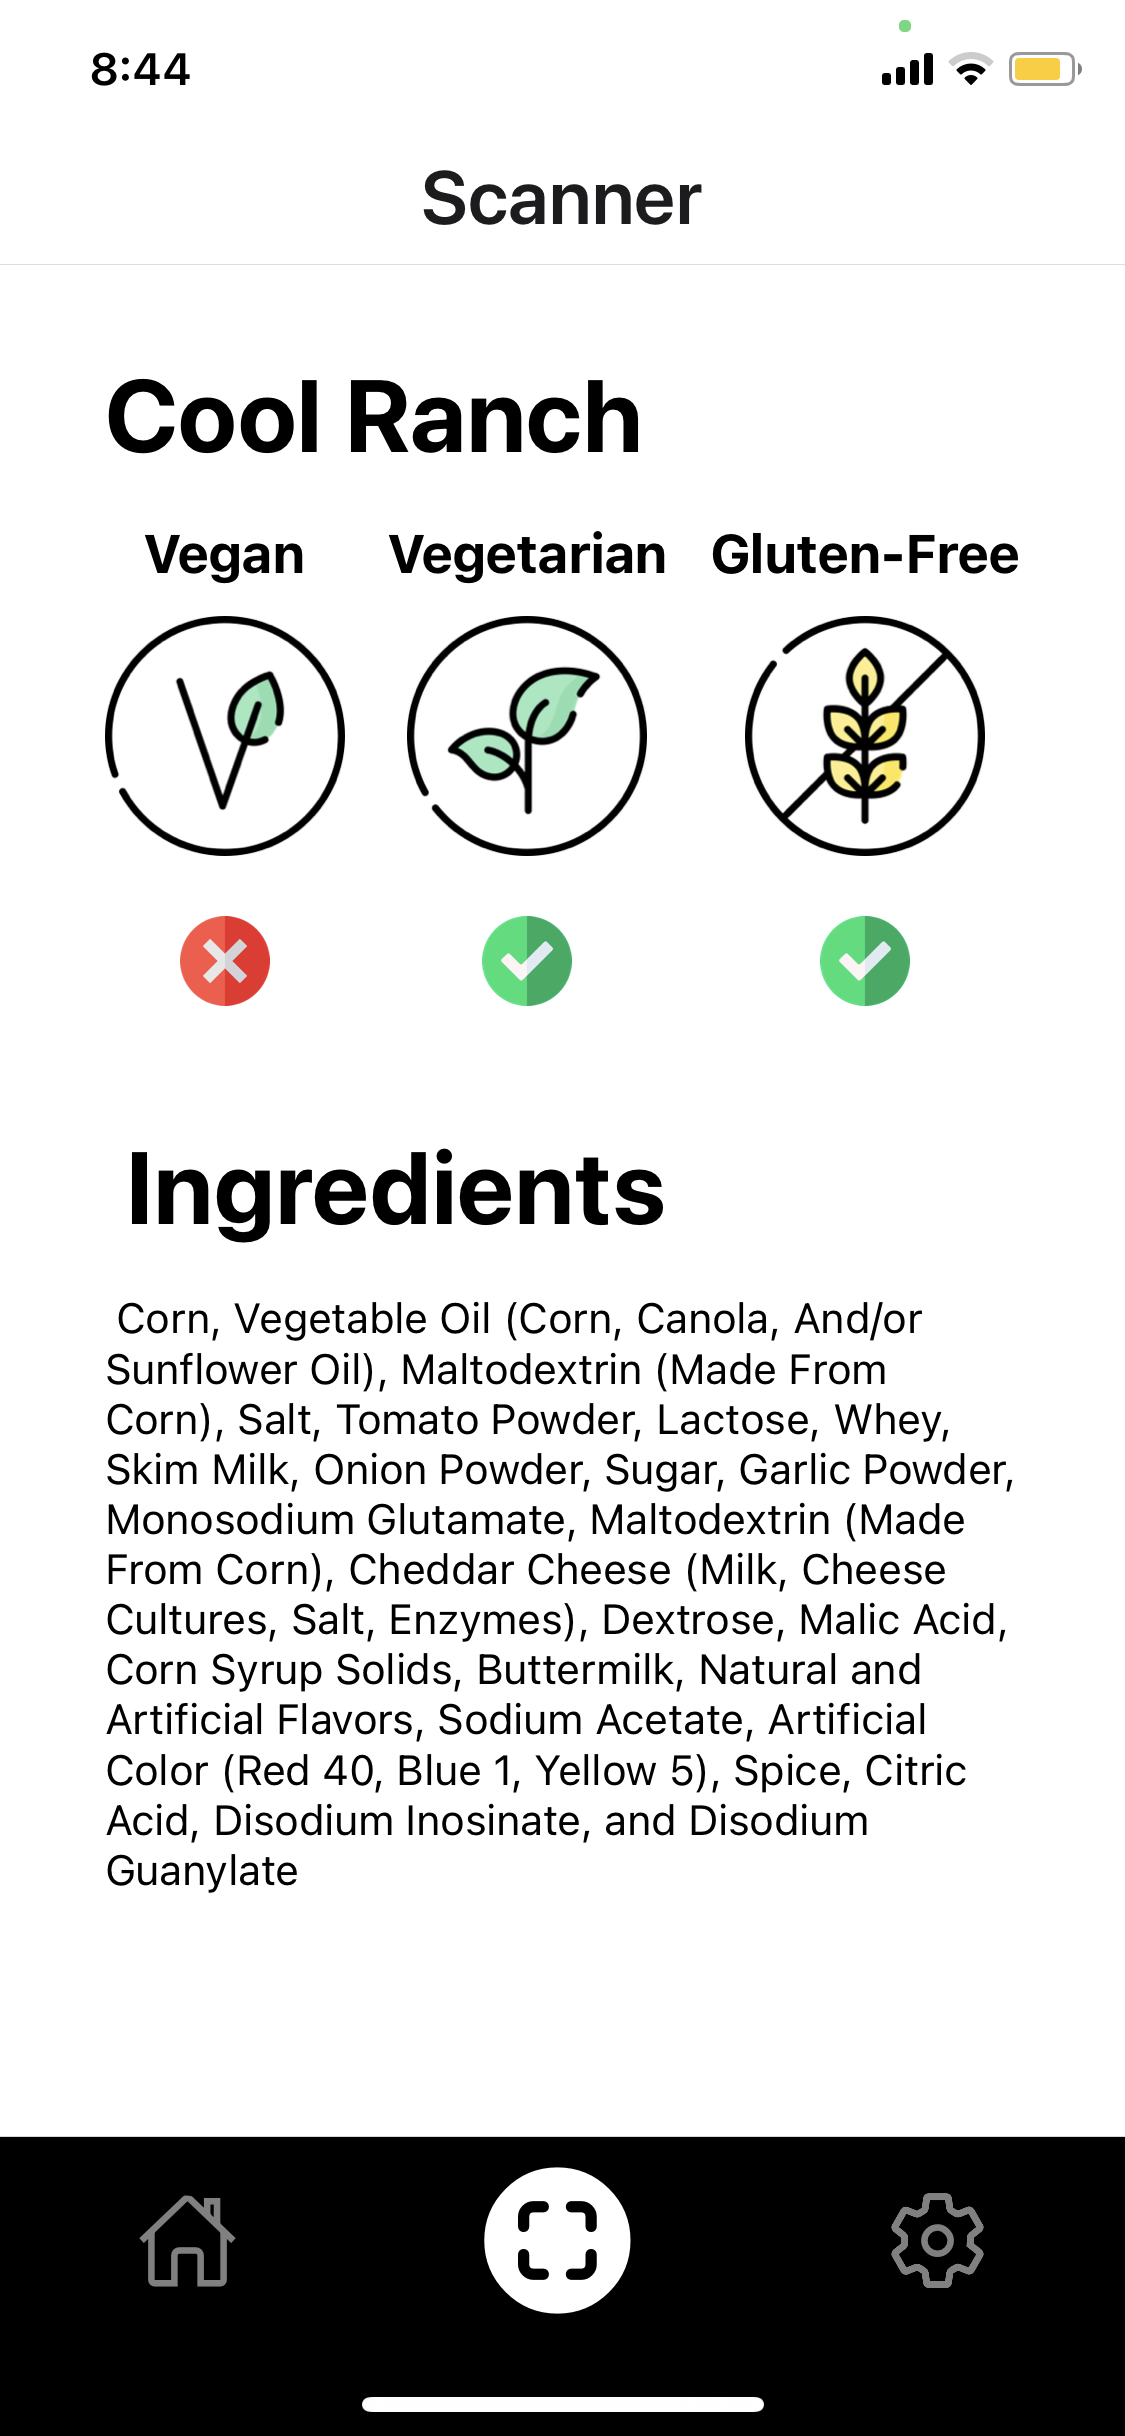 8:44
Scanner
Cool Ranch
Vegan Vegetarian Gluten-Free
Ingredients
Corn, Vegetable Oil (Corn, Canola, And/or
Sunflower Oil), Maltodextrin (Made From
Corn), Salt, Tomato Powder, Lactose, Whey,
Skim Milk, Onion Powder, Sugar, Garlic Powder,
Monosodium Glutamate, Maltodextrin (Made
From Corn), Cheddar Cheese (Milk, Cheese
Cultures, Salt, Enzymes), Dextrose, Malic Acid,
Corn Syrup Solids, Buttermilk, Natural and
Artificial Flavors, Sodium Acetate, Artificial
Color (Red 40, Blue 1, Yellow 5), Spice, Citric
Acid, Disodium Inosinate, and Disodium
Guanylate